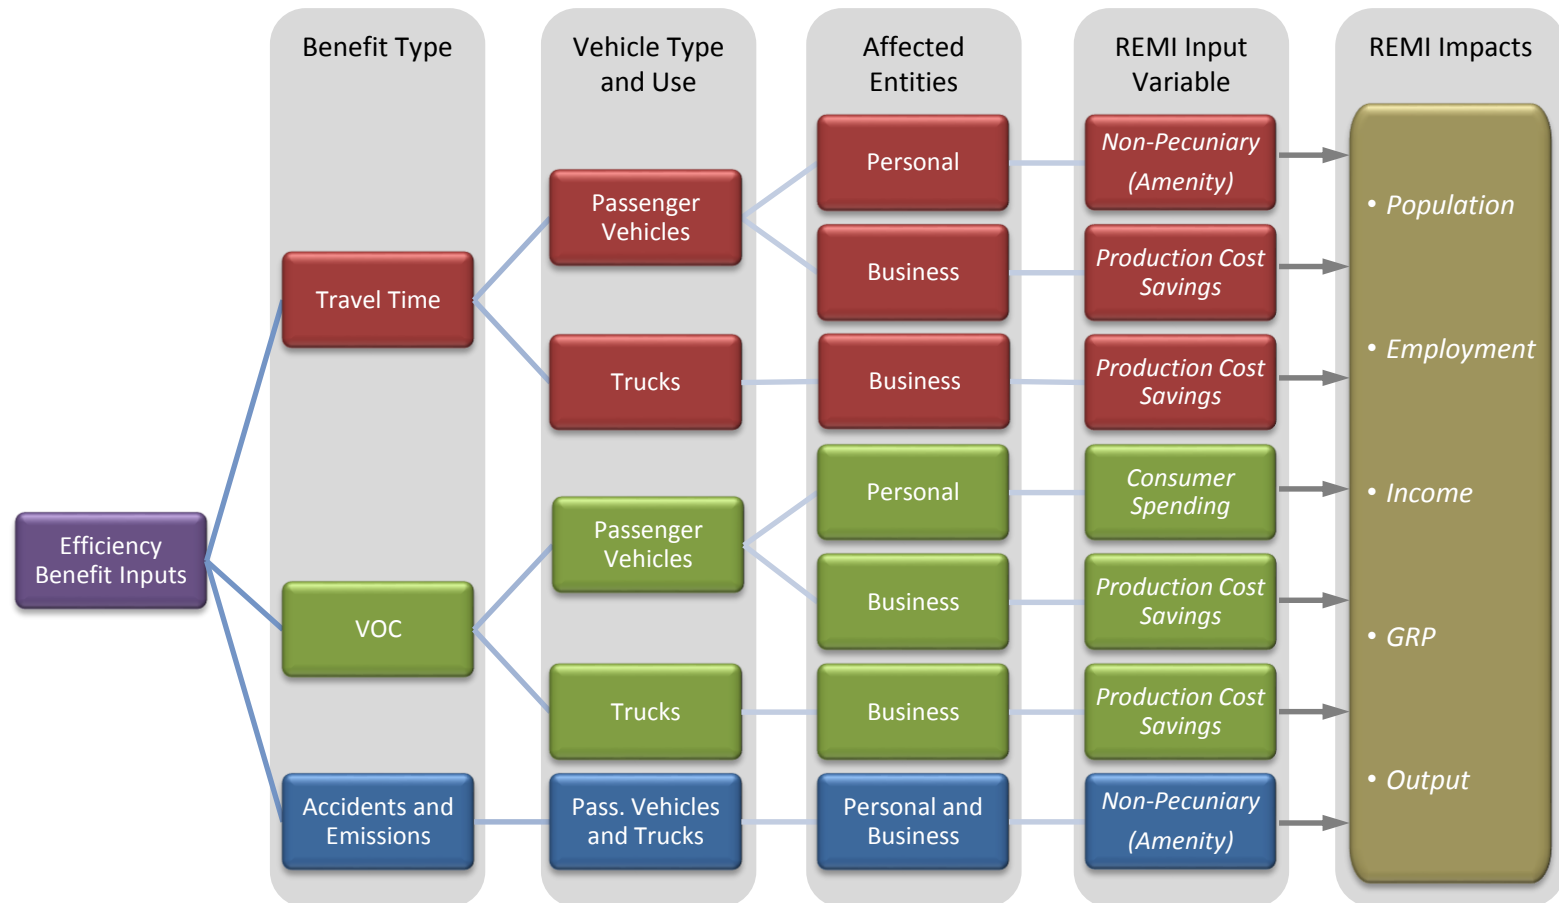 Benefit Type
Vehicle Type
and Use
Affected
Entities
REMI Input
Variable
REMI Impacts
Efficiency
Benefit Inputs
Travel Time
VOC
Accidents and
Emissions
Passenger
Vehicles
Trucks
Passenger
Vehicles
Trucks
Pass. Vehicles
and Trucks
Personal
Business
Business
Personal
Business
Business
Personal and
Business
Non-Pecuniary
(Amenity)
Production Cost
Savings
Production Cost
Savings
Consumer
Spending
Production Cost
Savings
Production Cost
Savings
Non-Pecuniary
(Amenity)
• Population
• Employment
• Income
• GRP
• Output